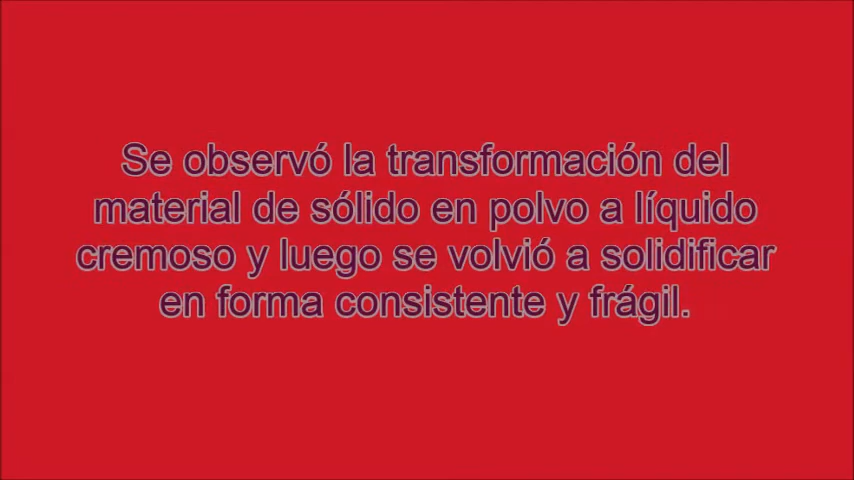 Se observó la transformación del
material de sólido en polvo a líquido
cremoso y luego se volvió a solidificar
en forma consistente y frágil.